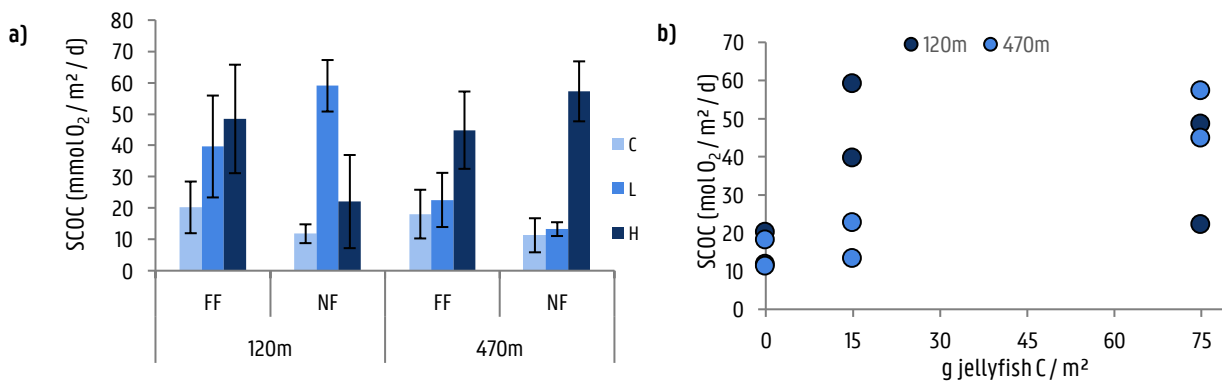 a)
SCOC (mmol O₂ / m² / d)
80
70
60
50
40
30
20
10
0
FF
NF
FF
NF
120m
470m
C
L
H
b)
120m
470m
SCOC (mol O₂ / m² / d)
70
60
50
40
30
20
10
0
0
15
30
45
60
75
g jellyfish C / m²